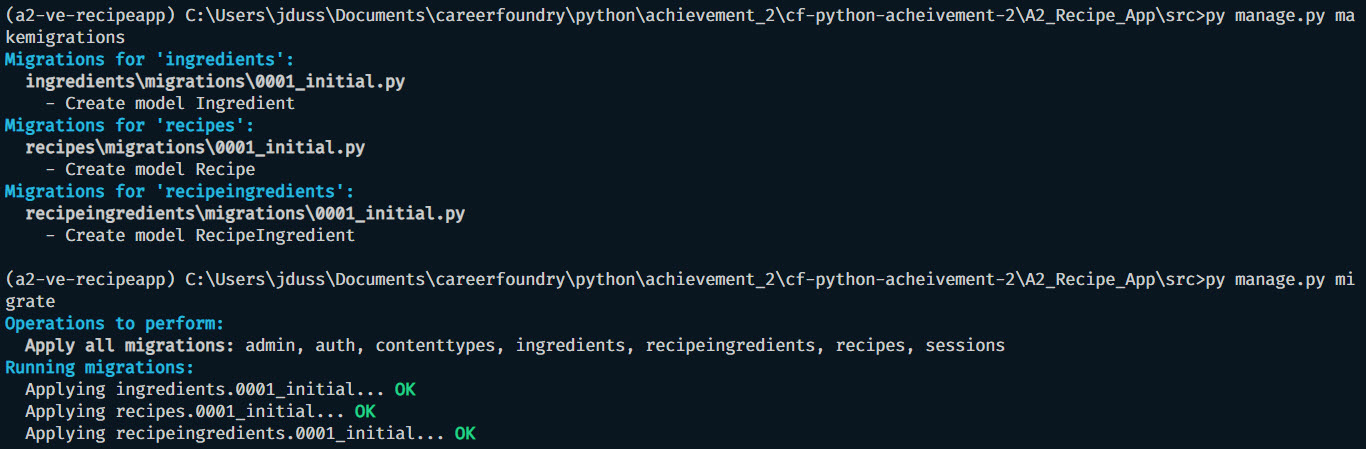 (a2-ve-recipeapp) C:\Users\jduss\Documents\careerfoundry\python\achievement_2\cf-python-acheivement-2\A2_Recipe_App\src>py manage.py ma
kemigrations
Migrations for 'ingredients':
  ingredients\migrations\0001_initial.py
    - Create model Ingredient
Migrations for 'recipes':
  recipes\migrations\0001_initial.py
    - Create model Recipe
Migrations for 'recipeingredients':
  recipeingredients\migrations\0001_initial.py
    - Create model RecipeIngredient
(a2-ve-recipeapp) C:\Users\jduss\Documents\careerfoundry\python\achievement_2\cf-python-acheivement-2\A2_Recipe_App\src>py manage.py mi
grate
Operations to perform:
  Apply all migrations: admin, auth, contenttypes, ingredients, recipeingredients, recipes, sessions
Running migrations:
  Applying ingredients.0001_initial... OK
  Applying recipes.0001_initial... OK
  Applying recipeingredients.0001_initial... OK